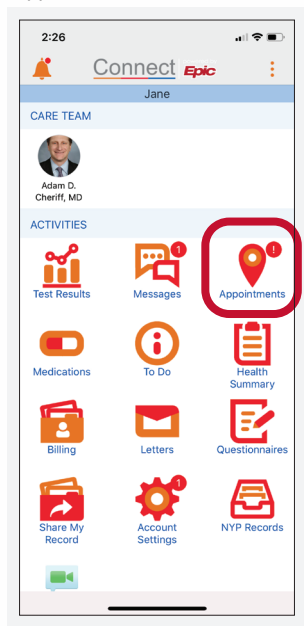 2:26
Connect Epic
Jane
CARE TEAM
Adam D.
Cheriff, MD
ACTIVITIES
1
!
Test Results
Messages
Appointments
Medications
To Do
Health
Summary
Billing
Letters
Questionnaires
1
Share My
Record
Account
Settings
NYP Records